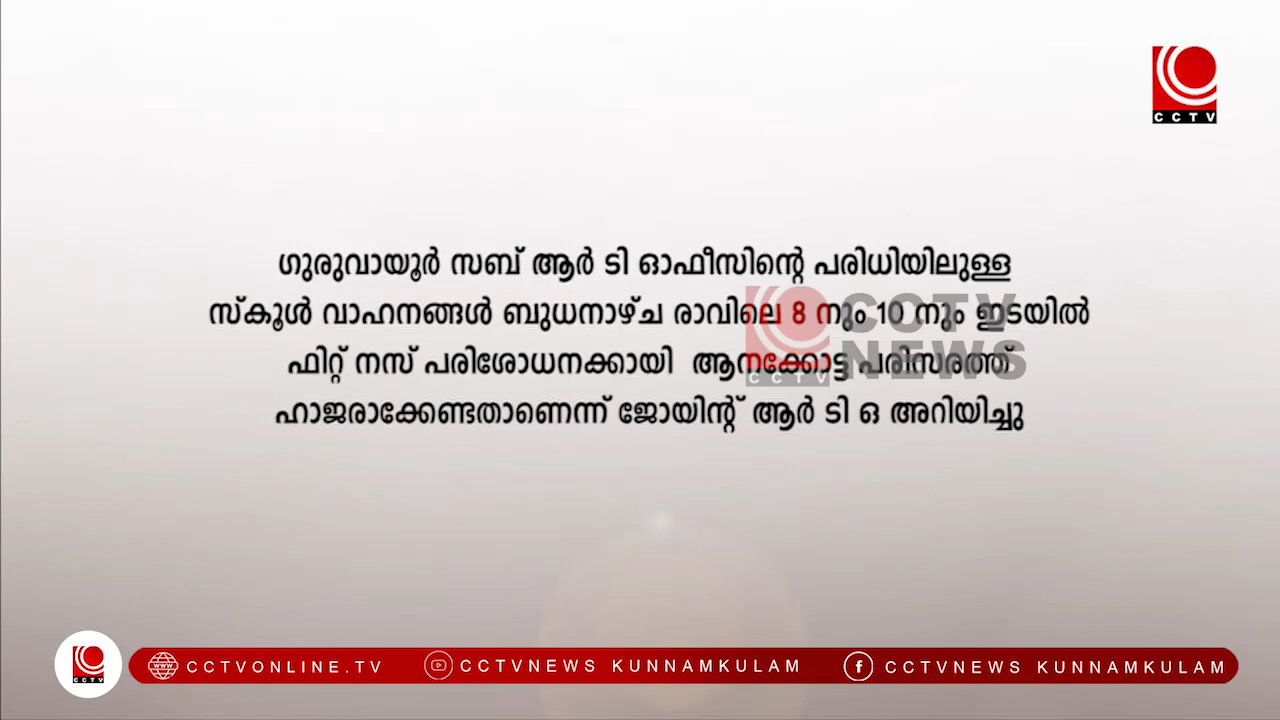 CCTV
ഗുരുവായൂർ സബ് ആർ ടി ഓഫീസിന്റെ പരിധിയിലുള്ള
സ്കൂൾ വാഹനങ്ങൾ ബുധനാഴ്ച രാവിലെ 8 നും 10 നും ഇടയിൽ
ഫിറ്റ് നസ് പരിശോധനക്കായി ആനക്കോട്ട പരിസരത്ത്
ഹാജരാക്കേണ്ടതാണെന്ന് ജോയിന്റ് ആർ ടി ഒ അറിയിച്ചു
CCTV NEWS
CCTV
CCTV
CCTVONLINE.TV
CCTVNEWS KUNNAMKULAM
CCTVNEWS KUNNAMKULAM